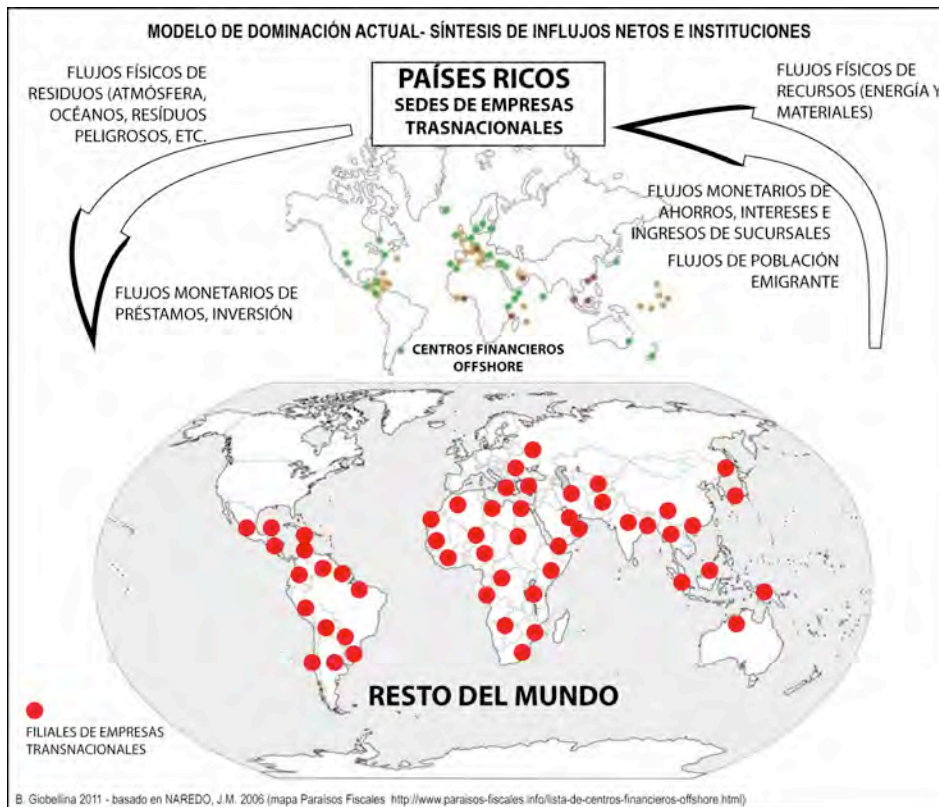 MODELO DE DOMINACIÓN ACTUAL- SÍNTESIS DE INFLUJOS NETOS E INSTITUCIONES
FLUJOS FÍSICOS DE
RESIDUOS (ATMÓSFERA,
OCÉANOS, RESÍDUOS
PELIGROSOS, ETC.
PAÍSES RICOS
SEDES DE EMPRESAS
TRASNACIONALES
FLUJOS FÍSICOS DE
RECURSOS (ENERGÍA Y
MATERIALES)
FLUJOS MONETARIOS DE
AHORROS, INTERESES E
INGRESOS DE SUCURSALES
FLUJOS DE POBLACIÓN
EMIGRANTE
FLUJOS MONETARIOS DE
PRÉSTAMOS, INVERSIÓN
CENTROS FINANCIEROS
OFFSHORE
RESTO DEL MUNDO
FILIALES DE EMPRESAS
TRANSNACIONALES
B. Giobellina 2011 - basado en NAREDO, J.M. 2006 (mapa Paraísos Fiscales http://www.paraisos-fiscales.info/lista-de-centros-financieros-offshore.html)